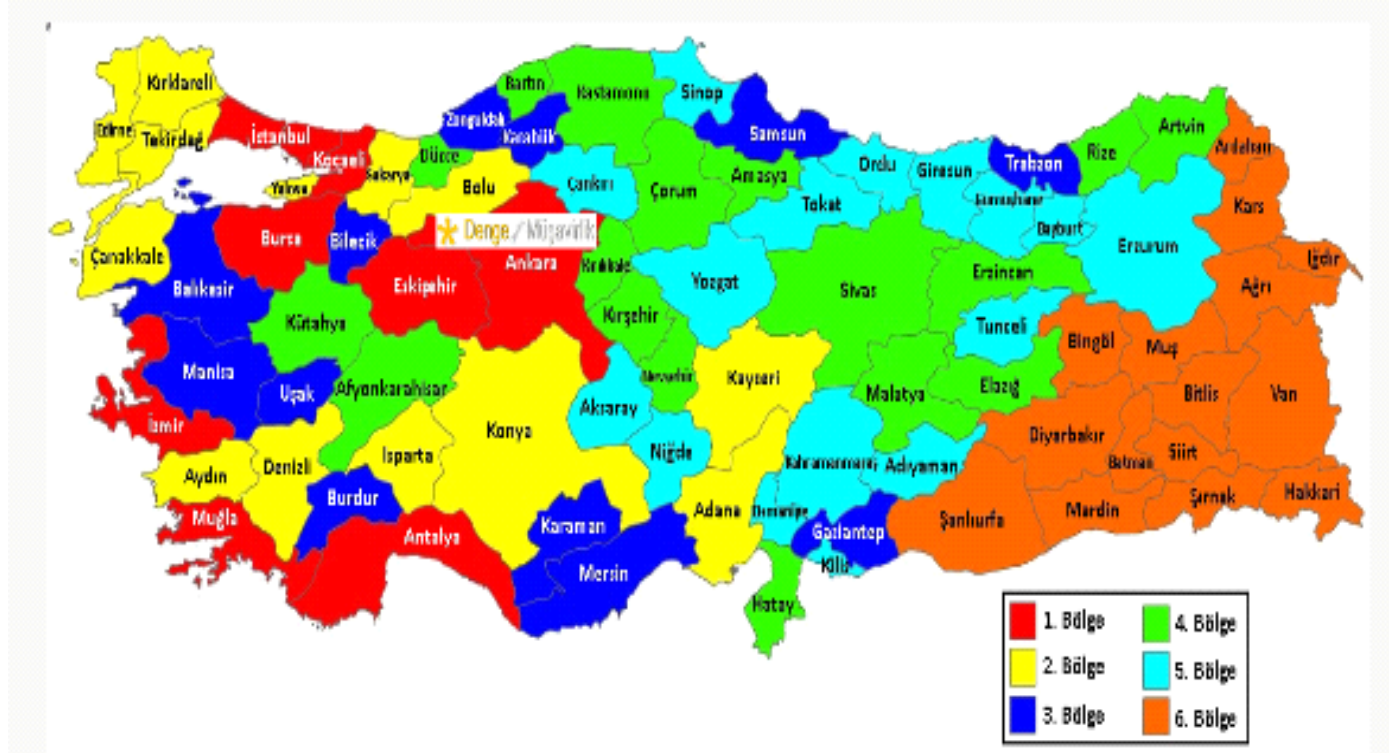 Kırklareli
Edirne
Tekirdağ
İstanbul
Kocaeli
Yalova
Sakarya
Düzce
Bolu
Zonguldak
Bartın
Karabük
Kastamonu
Sinop
Samsun
Çankırı
Çorum
Amasya
Tokat
Ordu
Giresun
Trabzon
Gümüşhane
Bayburt
Rize
Artvin
Ardahan
Kars
Iğdır
Ağrı
Erzurum
Erzincan
Tunceli
Çanakkale
Balıkesir
Bursa
Bilecik
Denge / Müşavirlik
Ankara
Eskişehir
Kütahya
Kırıkkale
Kırşehir
Yozgat
Sivas
Manisa
Uşak
Afyonkarahisar
İzmir
Aydın
Denizli
Isparta
Burdur
Muğla
Antalya
Konya
Aksaray
Nevşehir
Niğde
Kayseri
Karaman
Mersin
Adana
Malatya
Elazığ
Bingöl
Muş
Bitlis
Van
Kahramanmaraş
Adıyaman
Osmaniye
Gaziantep
Kilis
Hatay
Şanlıurfa
Diyarbakır
Batman
Siirt
Mardin
Şırnak
Hakkari
1. Bölge
2. Bölge
3. Bölge
4. Bölge
5. Bölge
6. Bölge